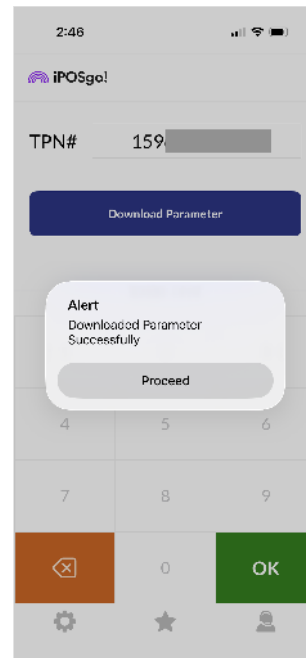 2:46
iPOSgo!
TPN# 159
Download Parameter
Alert
Downloaded Parameter
Successfully
Proceed
4 5 6
7 8 9
0 OK